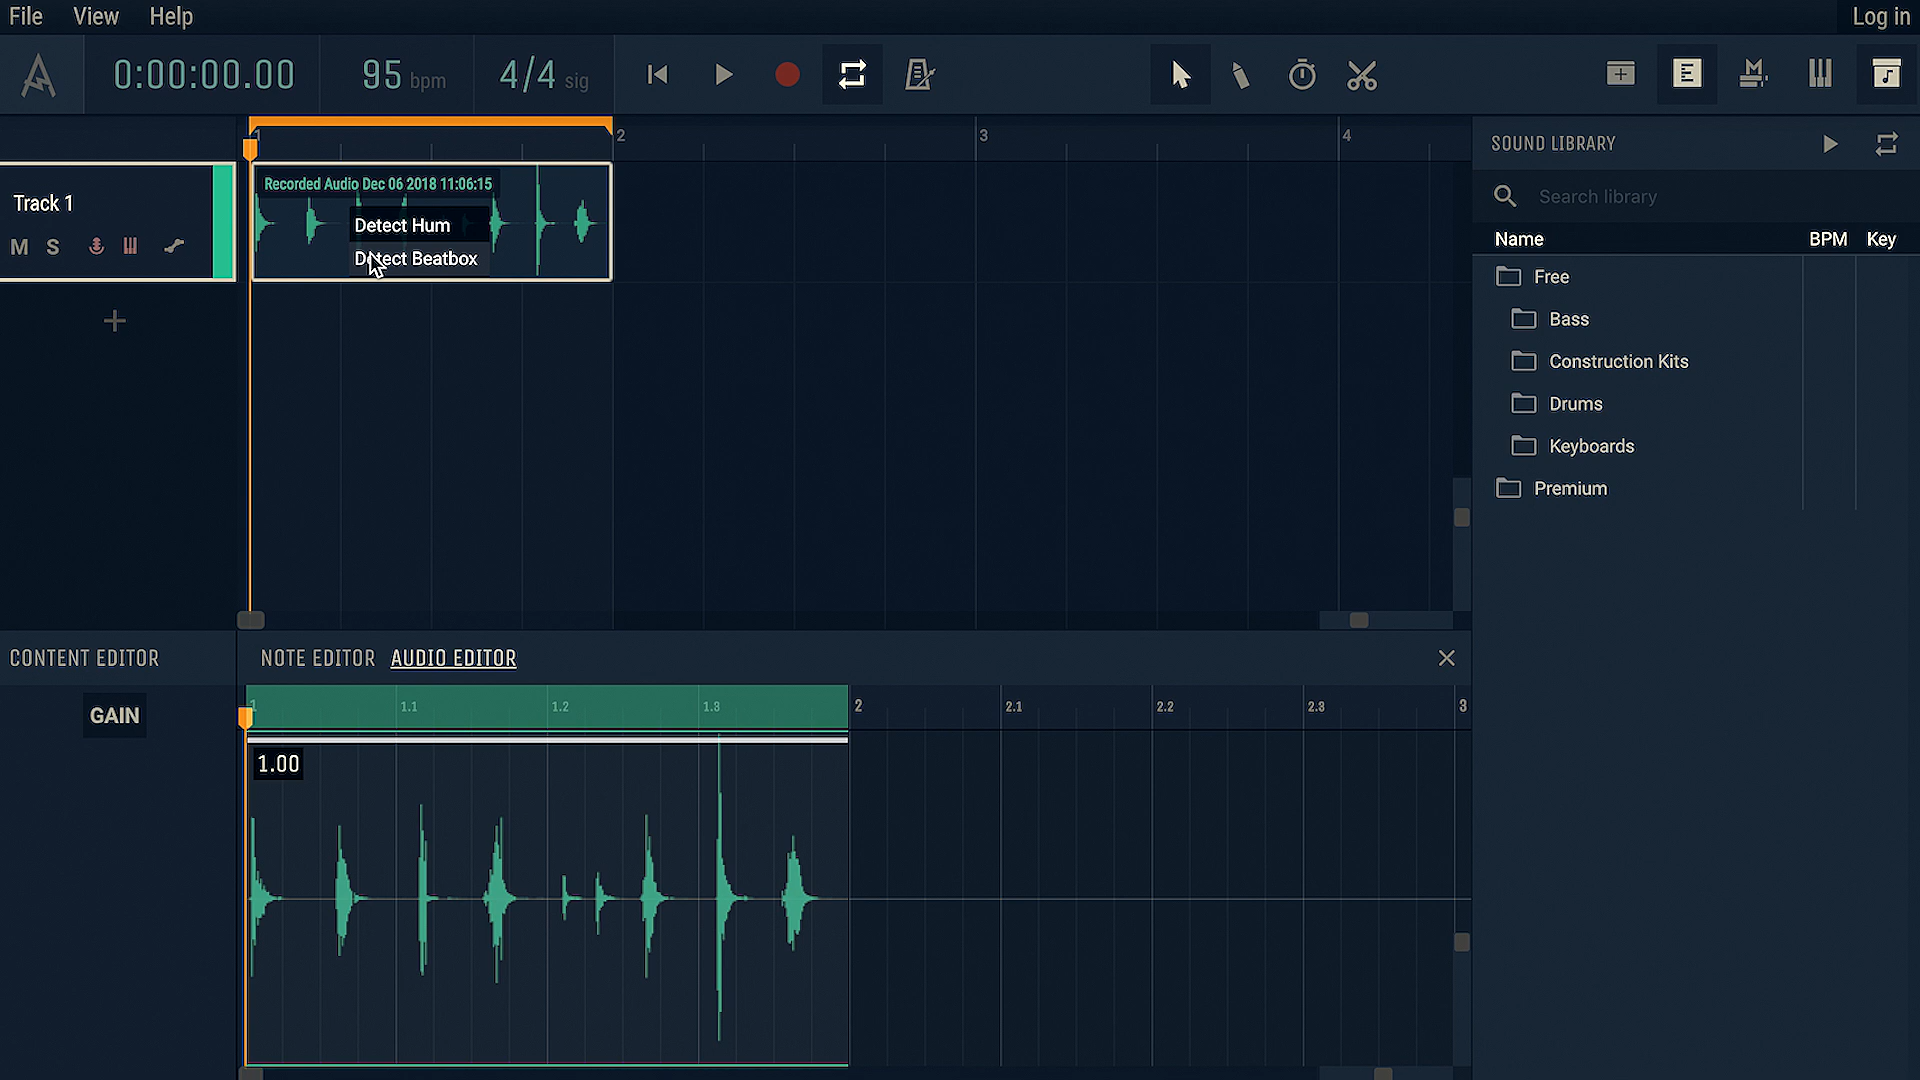 File View Help Log in
0:00:00.00 95 bpm 4/4 sig
1 2 3 4
SOUND LIBRARY
Track 1
Recorded Audio Dec 06 2018 11:06:15
Search library
M S
Detect Hum
Detect Beatbox
Name BPM Key
Free
Bass
Construction Kits
Drums
Keyboards
Premium
CONTENT EDITOR NOTE EDITOR AUDIO EDITOR
GAIN
1 1.1 1.2 1.3 2 2.1 2.2 2.3 3
1.00